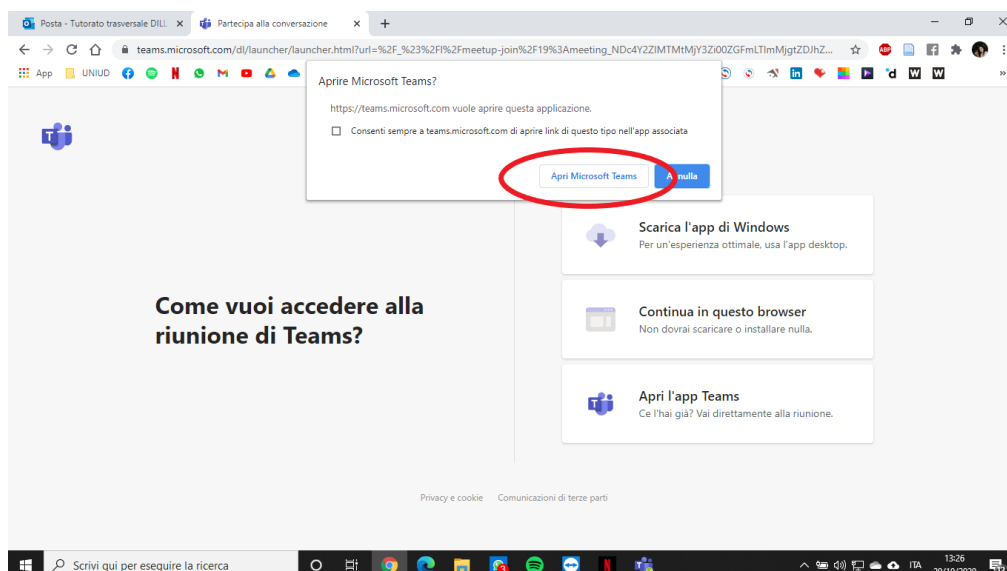 Posta - Tutorato trasversale DILL
Partecipa alla conversazione
teams.microsoft.com/dl/launcher/launcher.html?url=%2F_%23%2Fl%2Fmeetup-join%2F19%3Ameeting_NDc4Y2ZlMTMtMjY3Zi00ZGFmLTlmMjgtZDJhZ...
App
UNIUD
Aprire Microsoft Teams?
https://teams.microsoft.com vuole aprire questa applicazione.
Consenti sempre a teams.microsoft.com di aprire link di questo tipo nell'app associata
Apri Microsoft Teams
Annulla
Scarica l'app di Windows
Per un'esperienza ottimale, usa l'app desktop.
Come vuoi accedere alla
riunione di Teams?
Continua in questo browser
Non dovrai scaricare o installare nulla.
Apri l'app Teams
Ce l'hai già? Vai direttamente alla riunione.
Privacy e cookie
Comunicazioni di terze parti
Scrivi qui per eseguire la ricerca
ITA
13:26